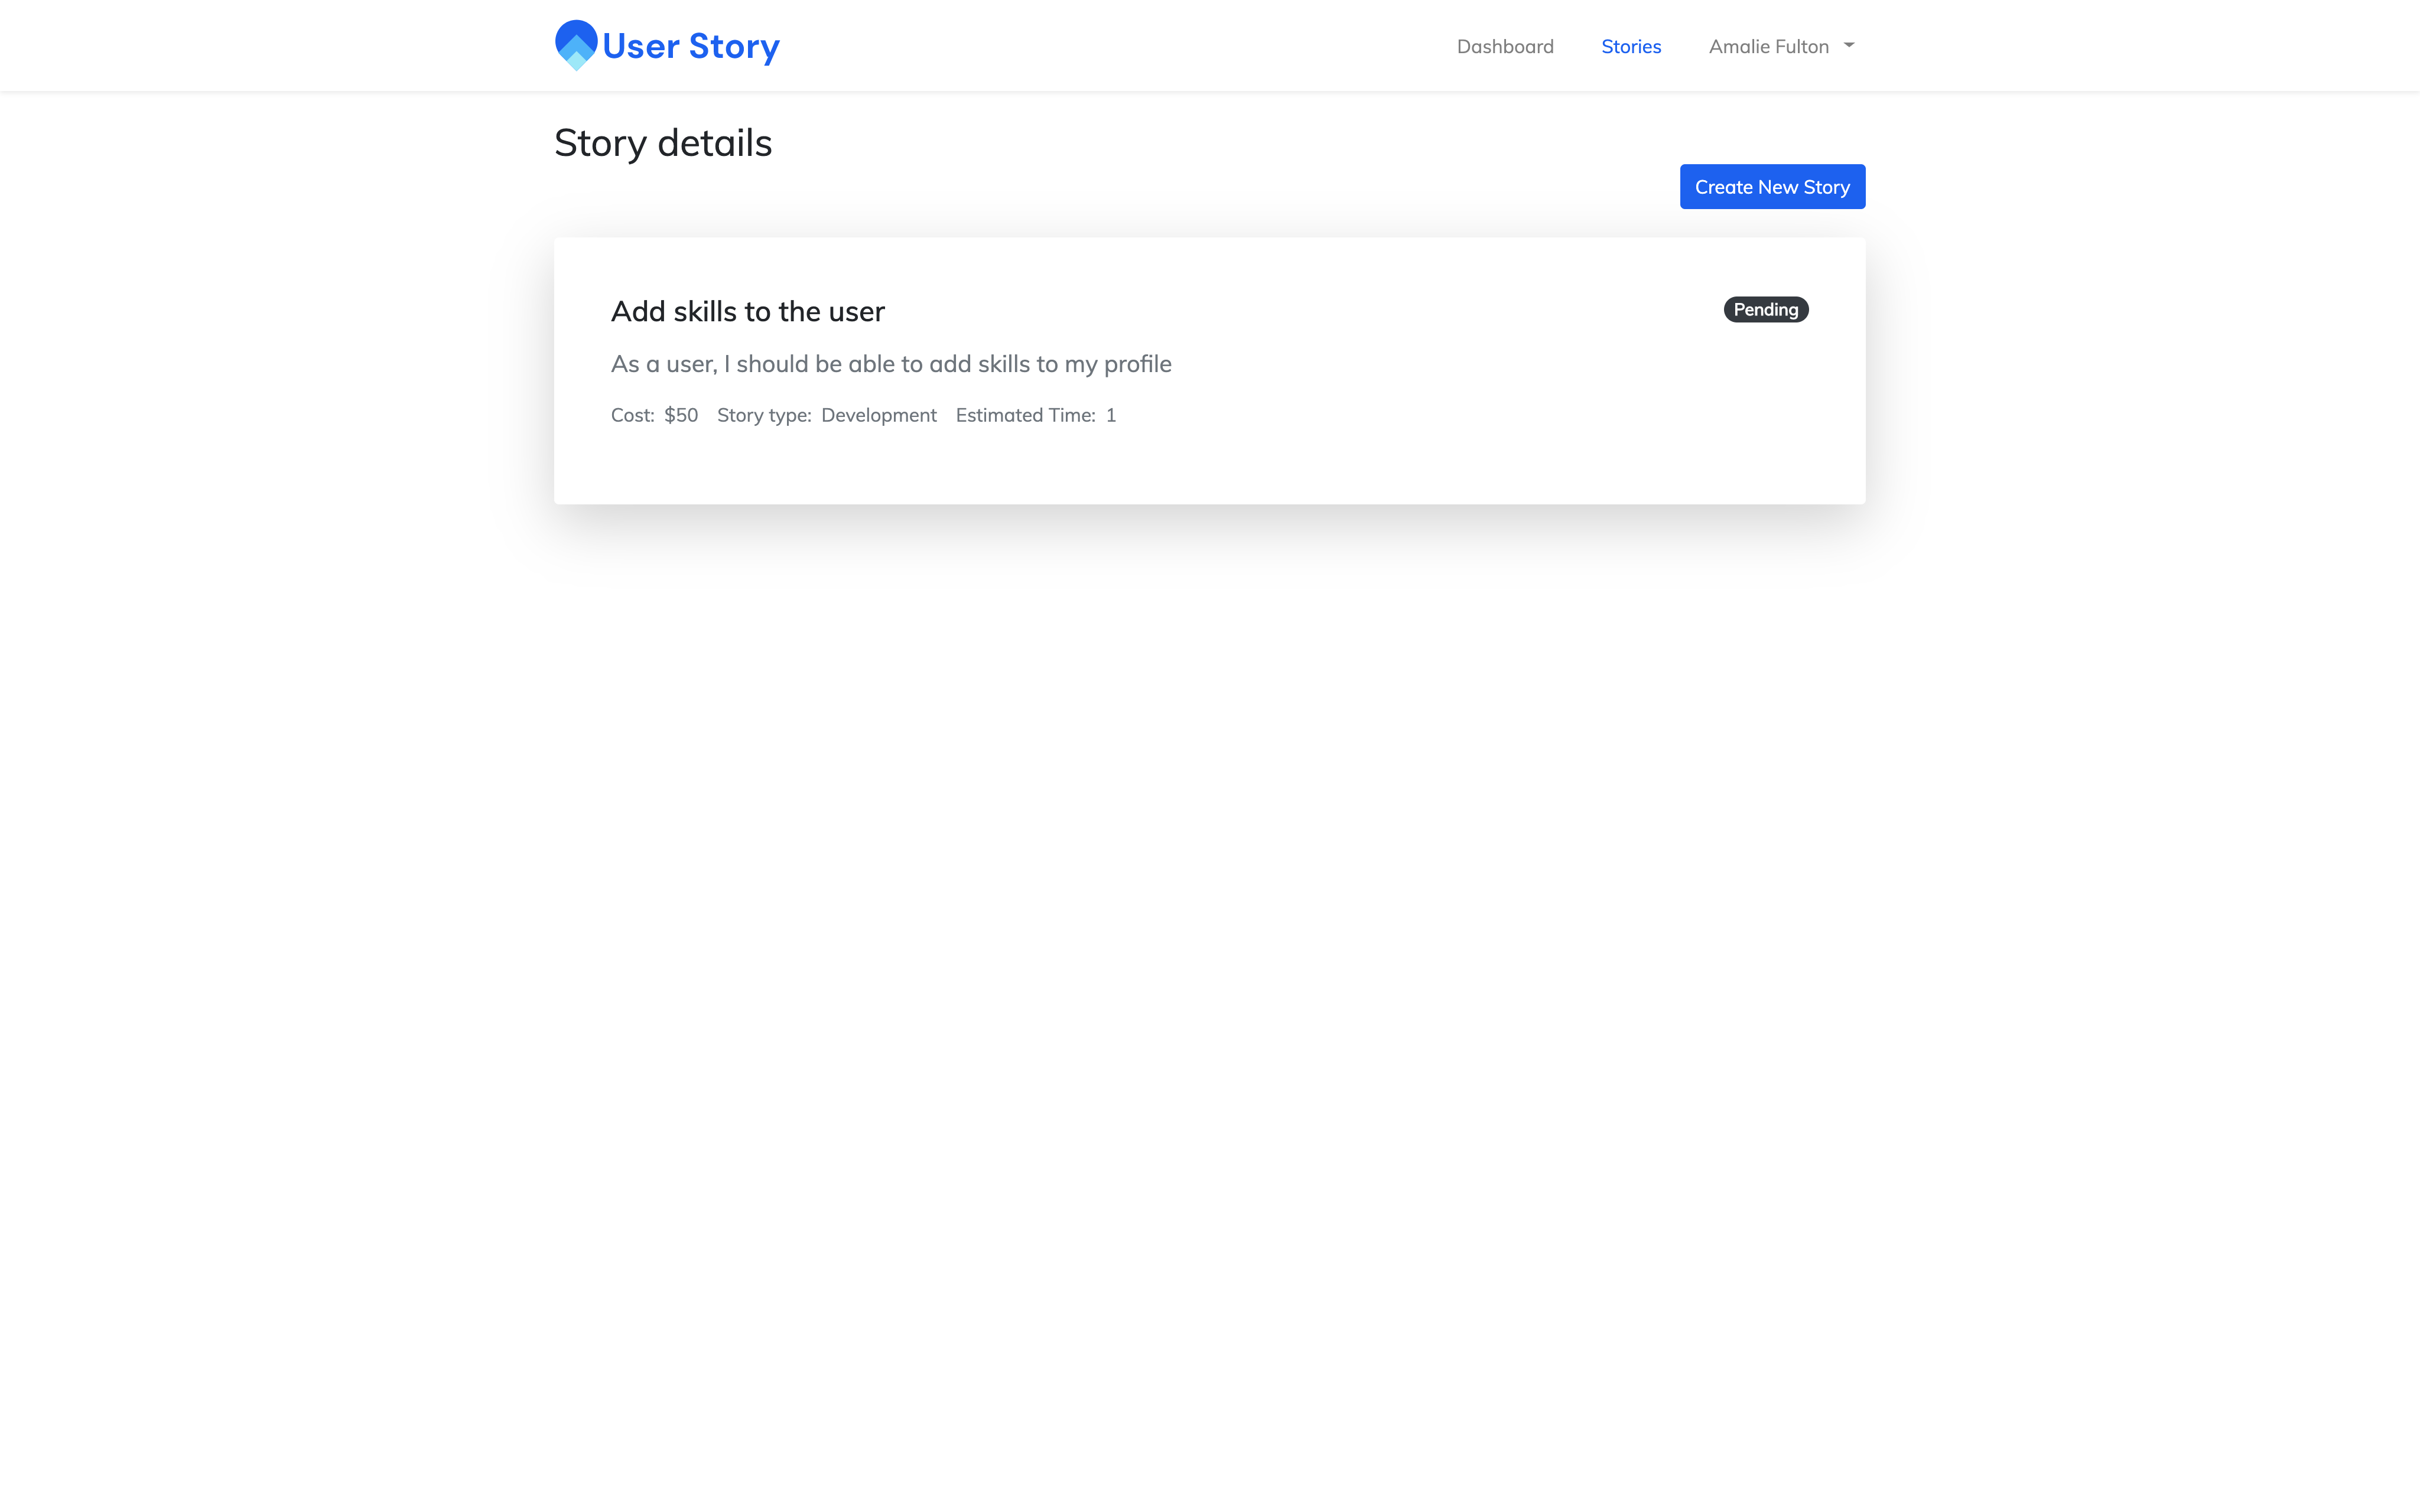 User Story
Dashboard Stories Amalie Fulton
Story details
Create New Story
Add skills to the user
Pending
As a user, I should be able to add skills to my profile
Cost: $50 Story type: Development Estimated Time: 1